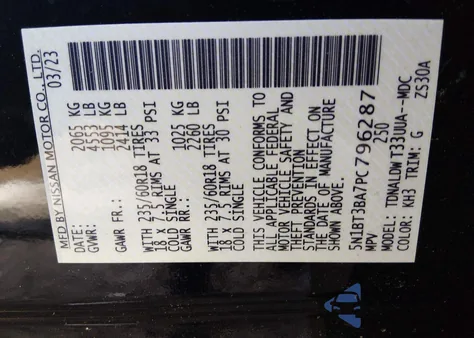 MFD BY NISSAN MOTOR CO., LTD.
DATE: 03/23
GVWR: 2065 KG
4553 LB
GAWR FR.: 1095 KG
2414 LB
WITH 235/60R18 TIRES
18 X 7.5 RIMS AT 33 PSI
COLD SINGLE
GAWR RR.: 1025 KG
2260 LB
WITH 235/60R18 TIRES
18 X 7.5 RIMS AT 30 PSI
COLD SINGLE
THIS VEHICLE CONFORMS TO
ALL APPLICABLE FEDERAL
MOTOR VEHICLE SAFETY AND
THEFT PREVENTION
STANDARDS IN EFFECT ON
THE DATE OF MANUFACTURE
SHOWN ABOVE.
5N1BT3BA7PC796287
MPV 250
MODEL: TDWALDWT33UUA--MDC
COLOR: KH3 TRIM: G ZS30A